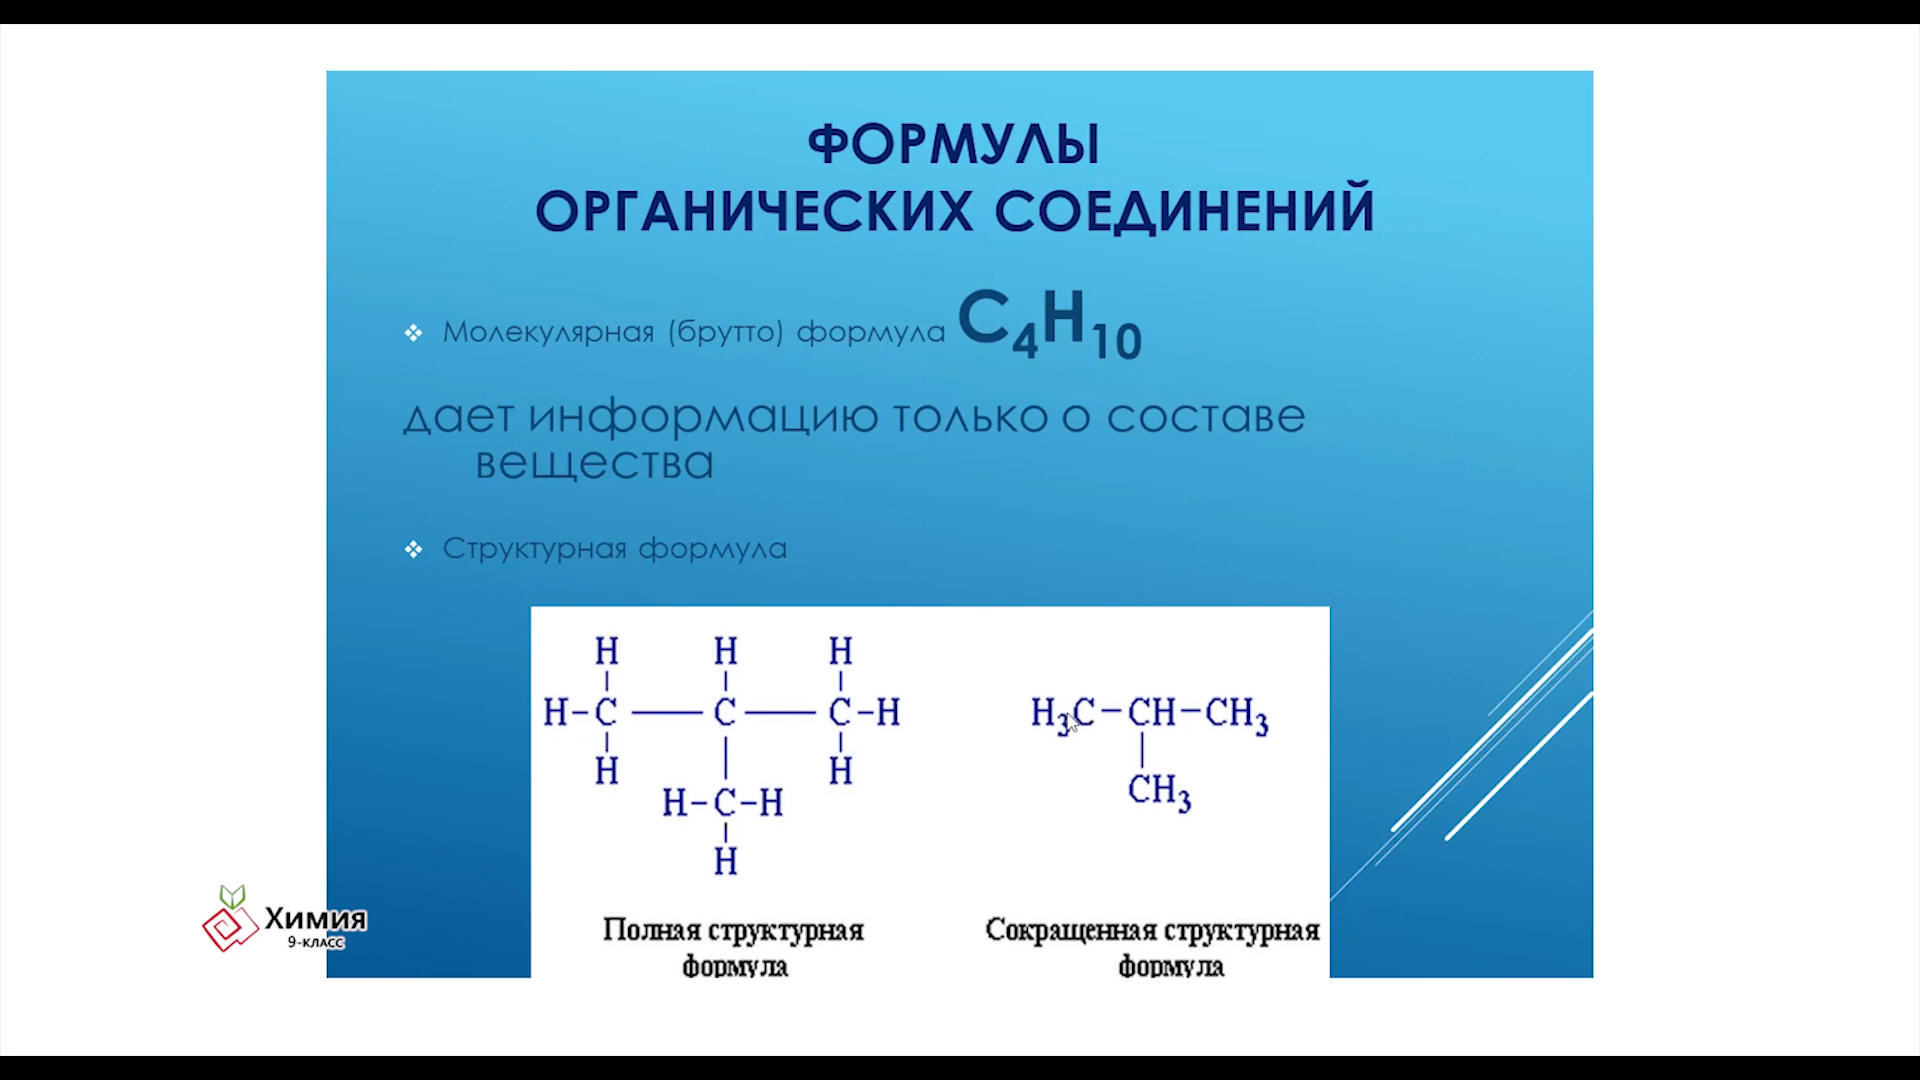 ФОРМУЛЫ
ОРГАНИЧЕСКИХ СОЕДИНЕНИЙ
❖ Молекулярная (брутто) формула C₄H₁₀
дает информацию только о составе
вещества
❖ Структурная формула
H H H
H–C — C — C–H
H H
H–C–H
H
H₃C–CH–CH₃
CH₃
Полная структурная
формула
Сокращенная структурная
формула
Химия
9-класс